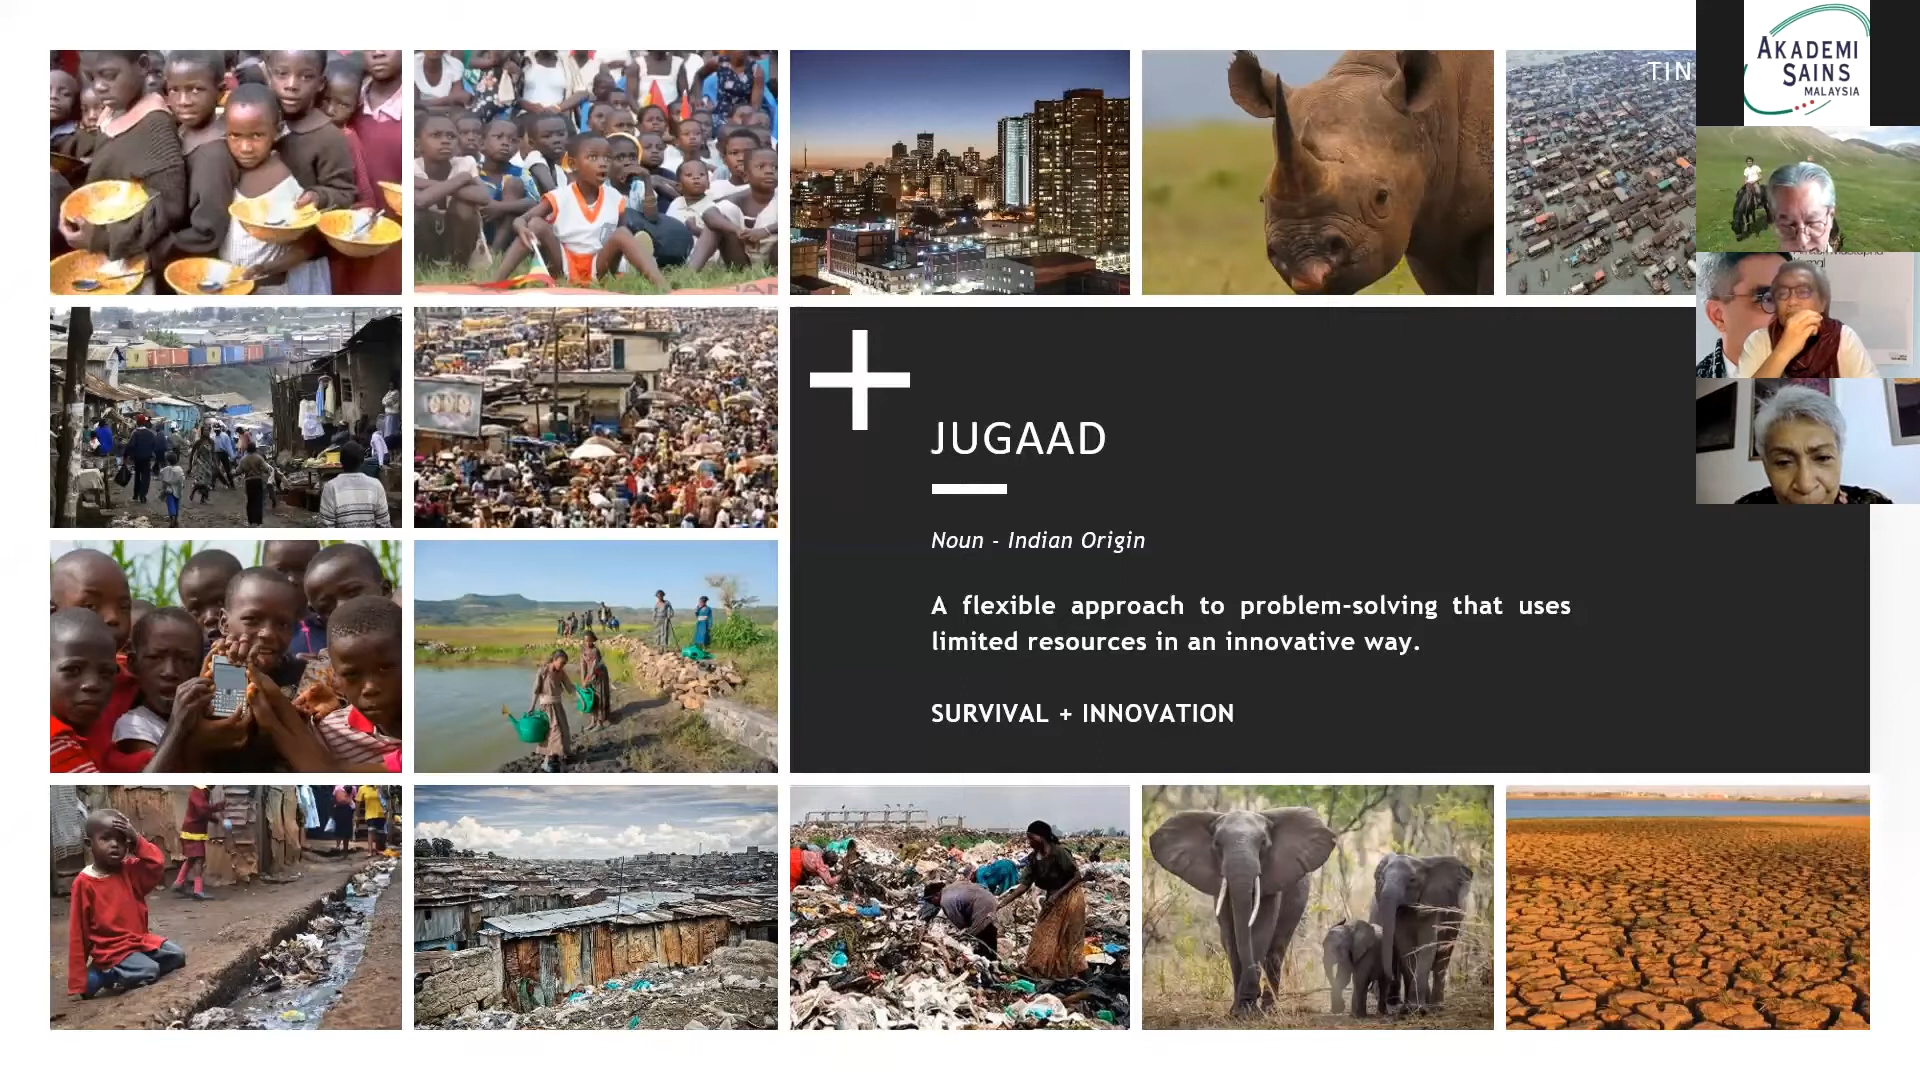 TIN
AKADEMI
SAINS
MALAYSIA
JUGAAD
Noun - Indian Origin
A flexible approach to problem-solving that uses
limited resources in an innovative way.
SURVIVAL + INNOVATION